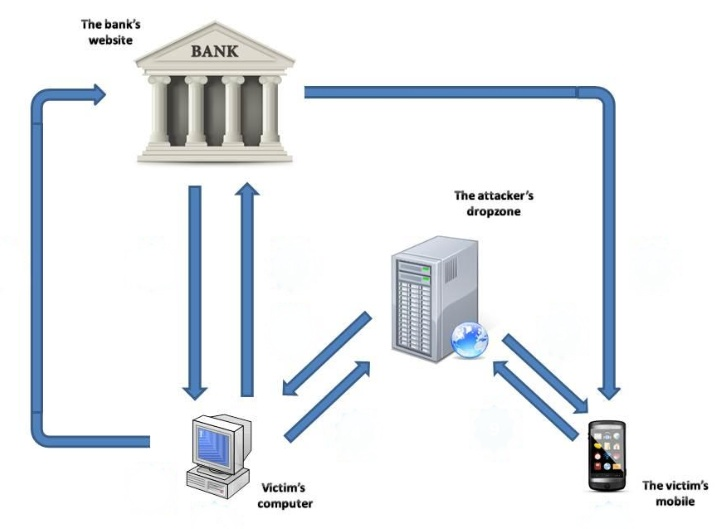 The bank's
website
BANK
The attacker's
dropzone
Victim's
computer
The victim's
mobile